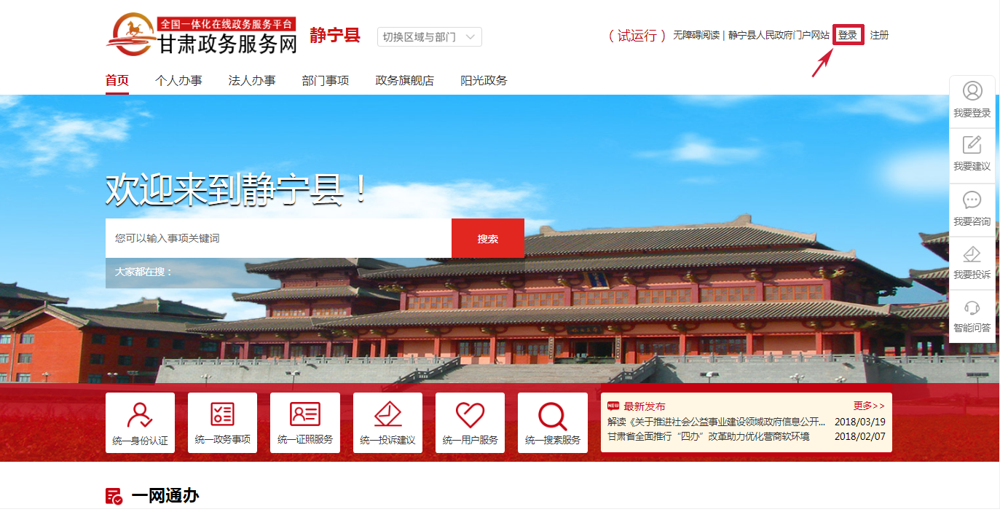 全国一体化在线政务服务平台
甘肃政务服务网
静宁县
切换区域与部门
（试运行）
无障碍阅读 | 静宁县人民政府门户网站
登录
注册
首页
个人办事
法人办事
部门事项
政务旗舰店
阳光政务
欢迎来到静宁县！
您可以输入事项关键词
搜索
大家都在搜：
我要登录
我要建议
我要咨询
我要投诉
智能问答
统一身份认证
统一政务事项
统一证照服务
统一投诉建议
统一用户服务
统一搜索服务
NEW 最新发布
更多>>
解读《关于推进社会公益事业建设领域政府信息公开... 2018/03/19
甘肃省全面推行“四办”改革助力优化营商软环境 2018/02/07
一网通办